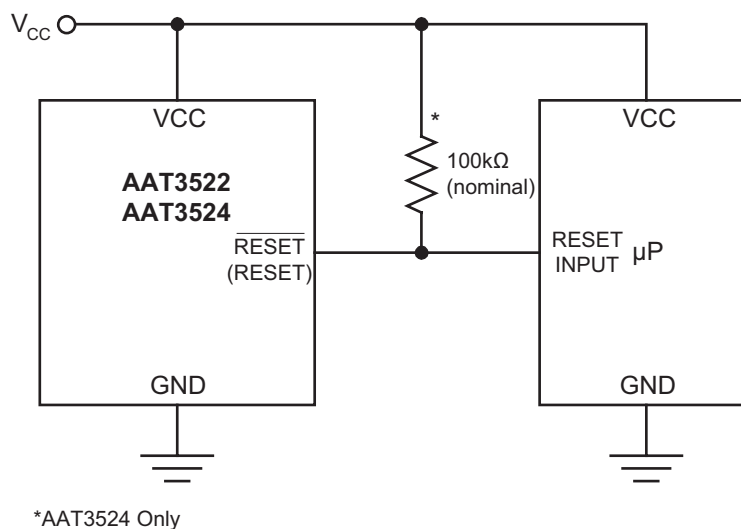 VCC
VCC
AAT3522
AAT3524
RESET
(RESET)
GND
*
100kΩ
(nominal)
VCC
RESET
INPUT
µP
GND
*AAT3524 Only